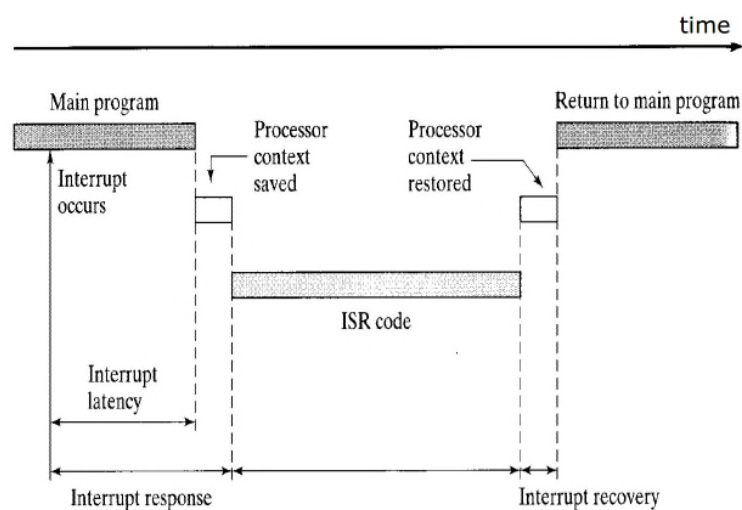 time
Main program
Return to main program
Processor
context
saved
Processor
context
restored
Interrupt
occurs
ISR code
Interrupt
latency
Interrupt response
Interrupt recovery